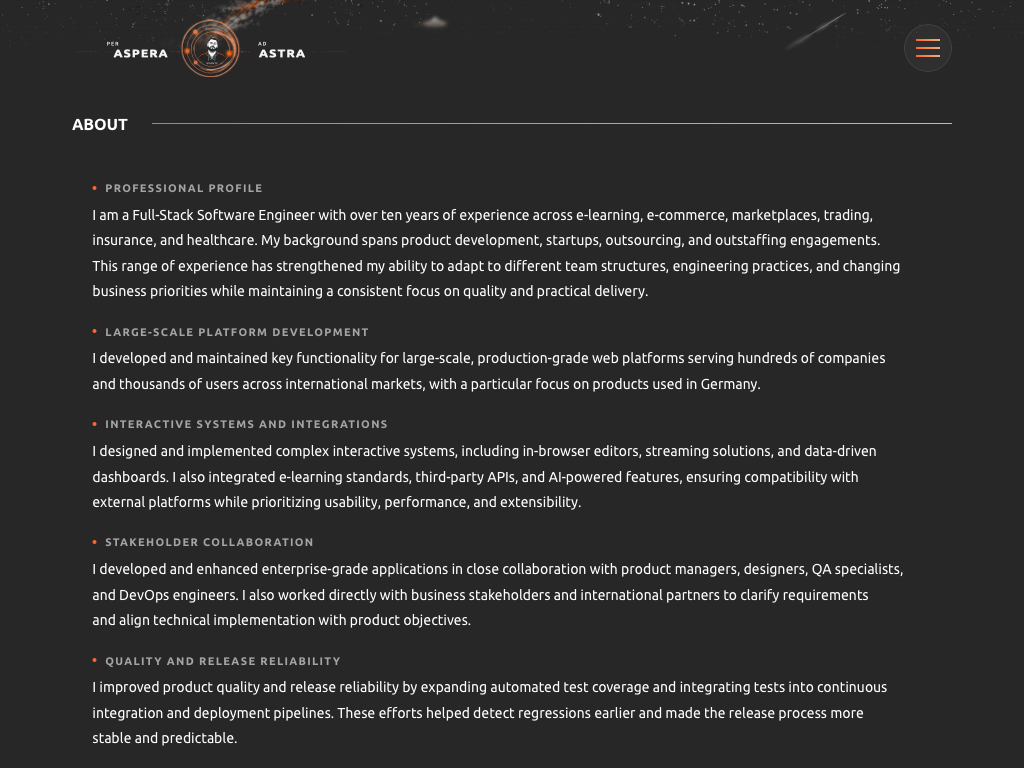 PER
ASPERA
AD
ASTRA
ABOUT
PROFESSIONAL PROFILE
I am a Full-Stack Software Engineer with over ten years of experience across e-learning, e-commerce, marketplaces, trading,
insurance, and healthcare. My background spans product development, startups, outsourcing, and outstaffing engagements.
This range of experience has strengthened my ability to adapt to different team structures, engineering practices, and changing
business priorities while maintaining a consistent focus on quality and practical delivery.
LARGE-SCALE PLATFORM DEVELOPMENT
I developed and maintained key functionality for large-scale, production-grade web platforms serving hundreds of companies
and thousands of users across international markets, with a particular focus on products used in Germany.
INTERACTIVE SYSTEMS AND INTEGRATIONS
I designed and implemented complex interactive systems, including in-browser editors, streaming solutions, and data-driven
dashboards. I also integrated e-learning standards, third-party APIs, and AI-powered features, ensuring compatibility with
external platforms while prioritizing usability, performance, and extensibility.
STAKEHOLDER COLLABORATION
I developed and enhanced enterprise-grade applications in close collaboration with product managers, designers, QA specialists,
and DevOps engineers. I also worked directly with business stakeholders and international partners to clarify requirements
and align technical implementation with product objectives.
QUALITY AND RELEASE RELIABILITY
I improved product quality and release reliability by expanding automated test coverage and integrating tests into continuous
integration and deployment pipelines. These efforts helped detect regressions earlier and made the release process more
stable and predictable.